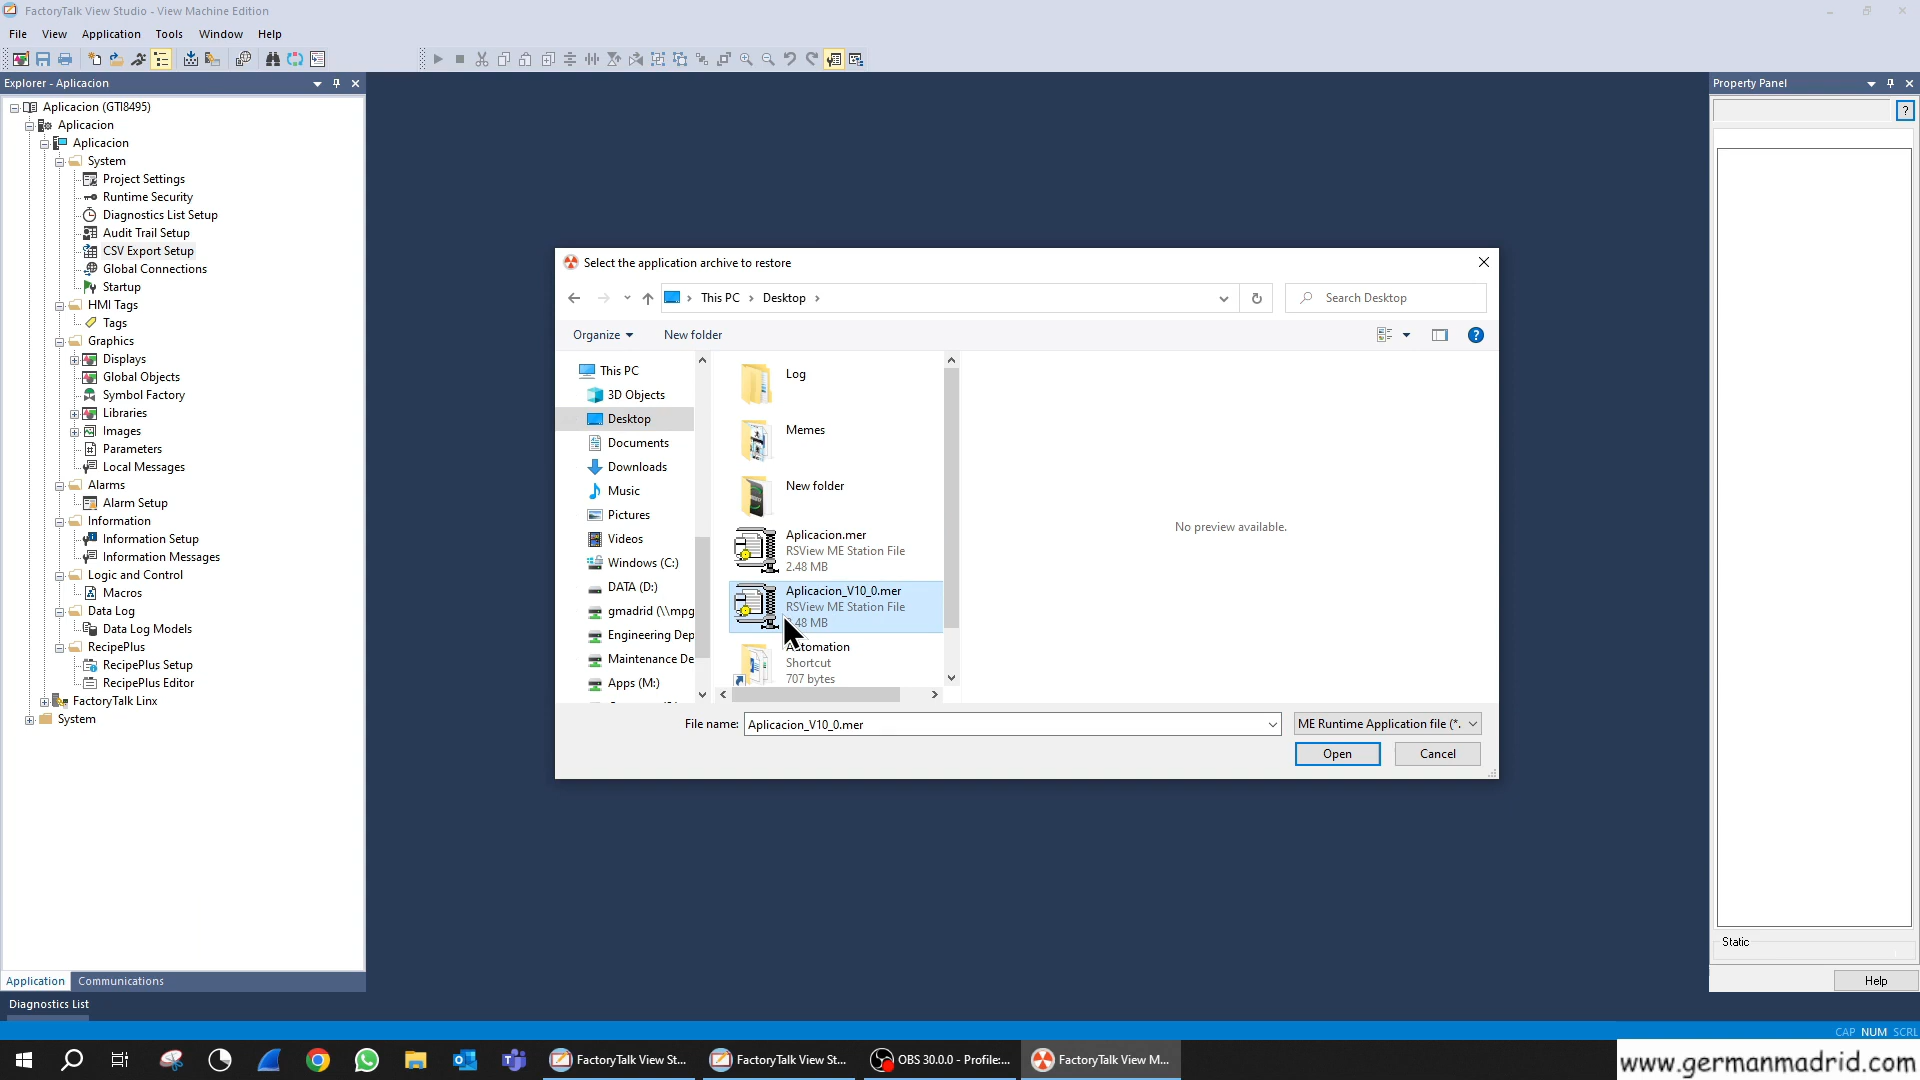 FactoryTalk View Studio - View Machine Edition
File View Application Tools Window Help
Explorer - Aplicacion
Property Panel
?
Aplicacion (GTI8495)
Aplicacion
Aplicacion
System
Project Settings
Runtime Security
Diagnostics List Setup
Audit Trail Setup
CSV Export Setup
Global Connections
Startup
HMI Tags
Tags
Graphics
Displays
Global Objects
Symbol Factory
Libraries
Images
Parameters
Local Messages
Alarms
Alarm Setup
Information
Information Setup
Information Messages
Logic and Control
Macros
Data Log
Data Log Models
RecipePlus
RecipePlus Setup
RecipePlus Editor
FactoryTalk Linx
System
Application Communications
Diagnostics List
Select the application archive to restore
This PC > Desktop >
Search Desktop
Organize New folder
?
This PC
3D Objects
Desktop
Documents
Downloads
Music
Pictures
Videos
Windows (C:)
DATA (D:)
gmadrid (\\mpg
Engineering Dep
Maintenance De
Apps (M:)
Log
Memes
New folder
Aplicacion.mer
RSView ME Station File
2.48 MB
Aplicacion_V10_0.mer
RSView ME Station File
.48 MB
Automation
Shortcut
707 bytes
No preview available.
File name: Aplicacion_V10_0.mer
ME Runtime Application file (*.
Open Cancel
Static
Help
CAP NUM SCRL
FactoryTalk View St...
FactoryTalk View St...
OBS 30.0.0 - Profile:...
FactoryTalk View M...
www.germanmadrid.com